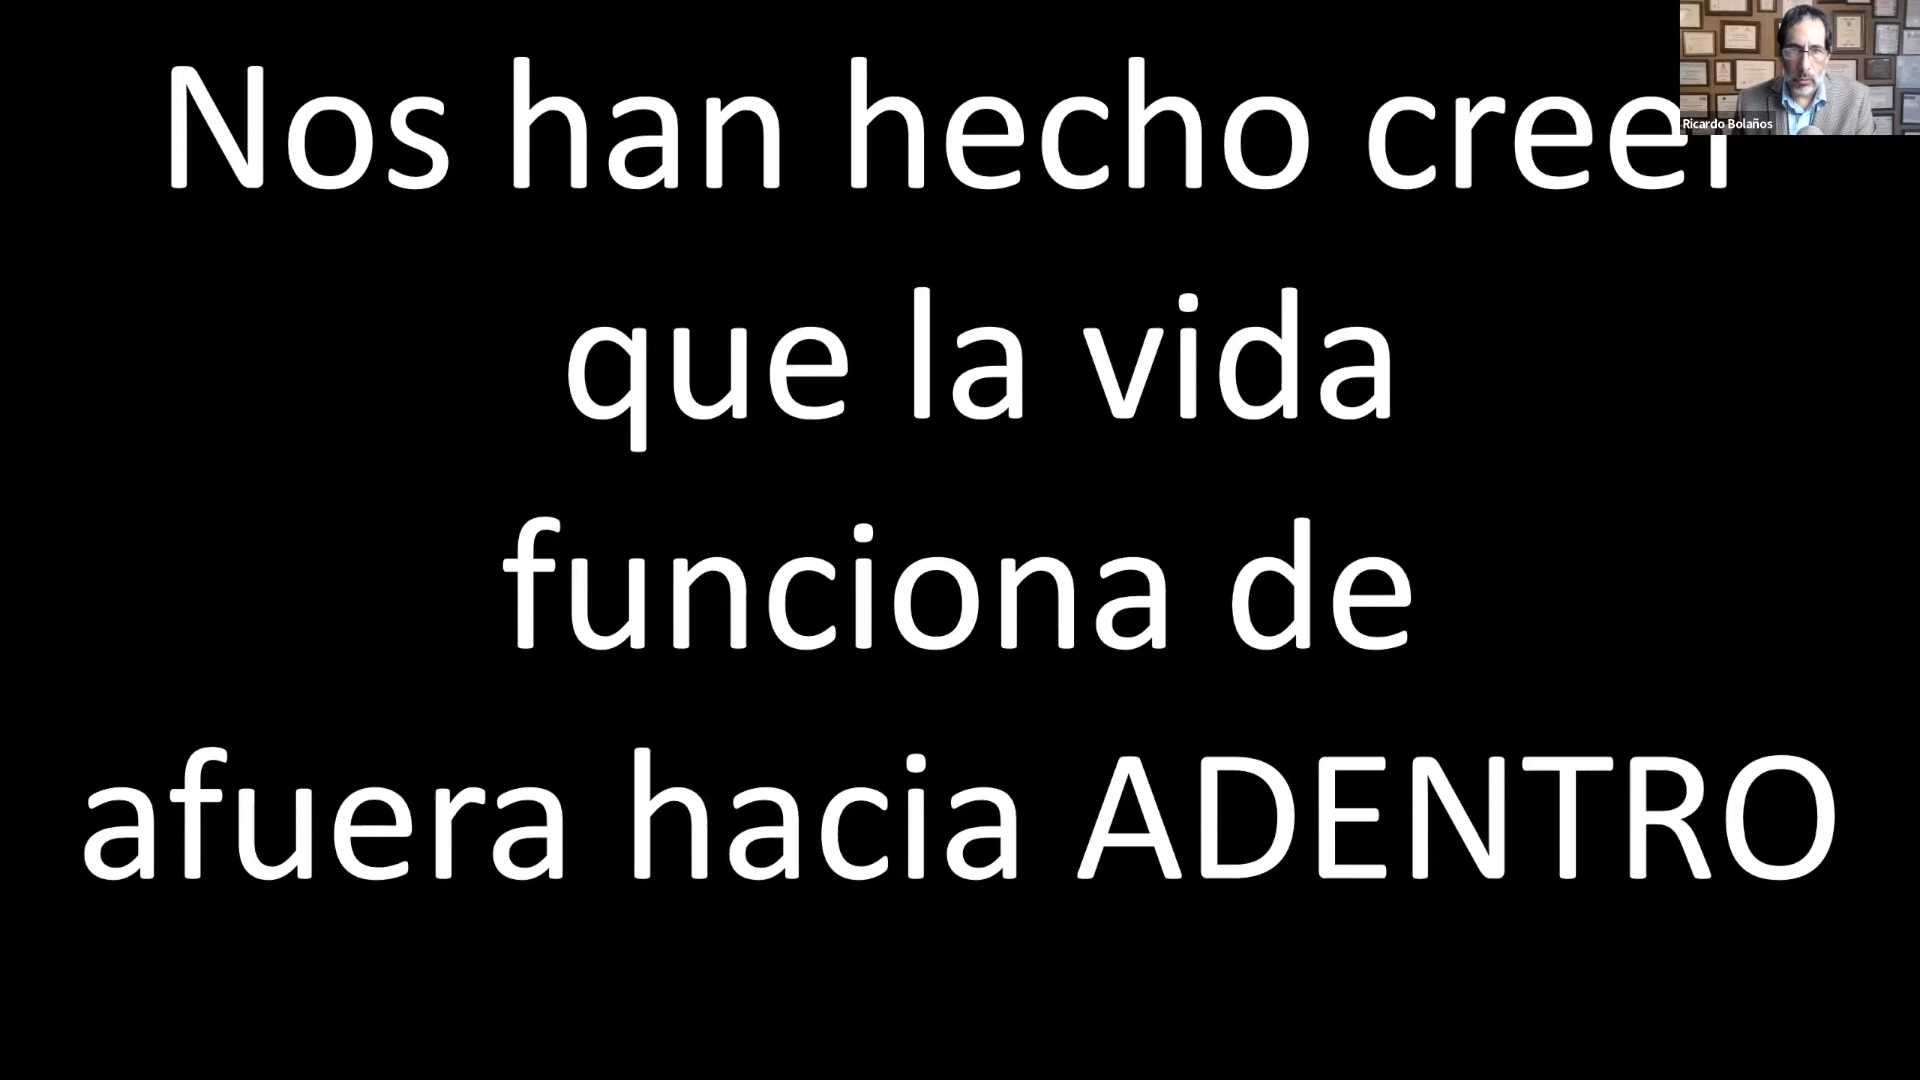 Nos han hecho creer
que la vida
funciona de
afuera hacia ADENTRO
Ricardo Bolaños